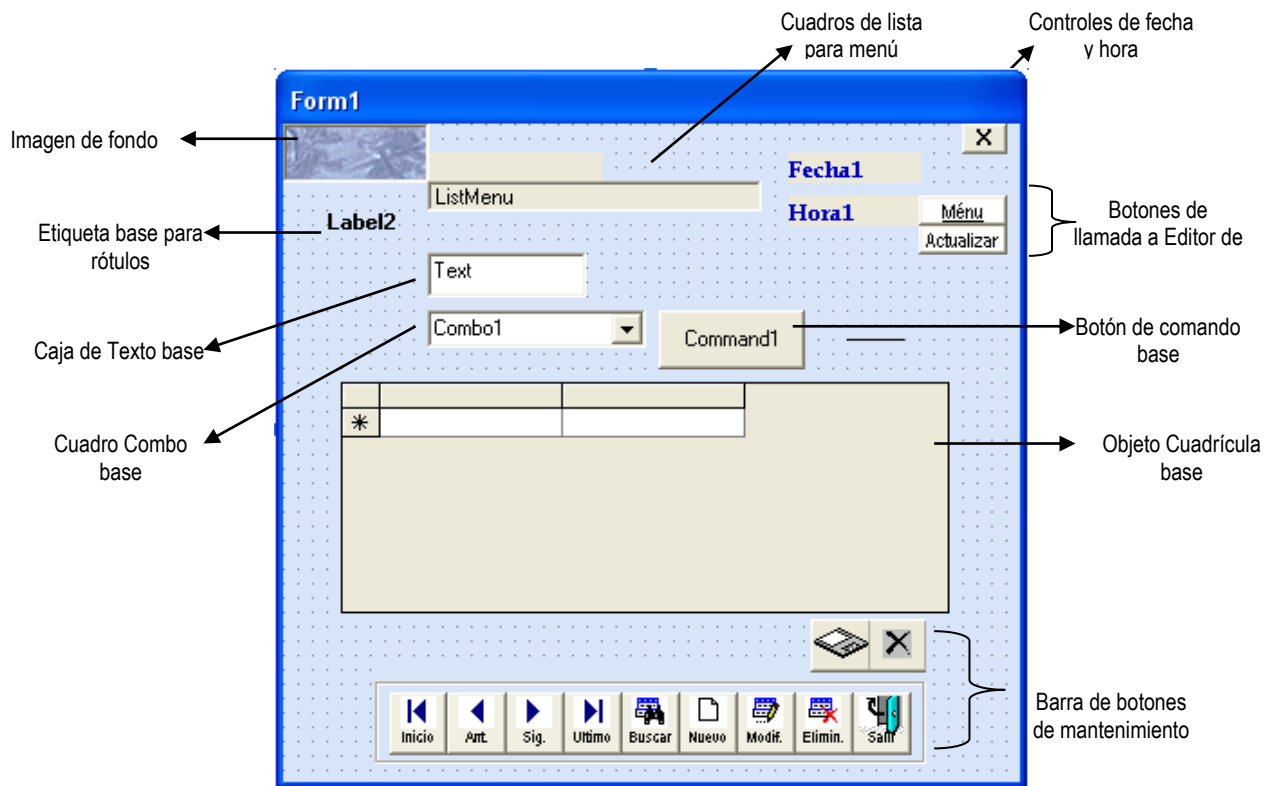 Cuadros de lista
para menú
Controles de fecha
y hora
Form1
Imagen de fondo
Fecha1
ListMenu
Hora1
Ménu
Actualizar
Botones de
llamada a Editor de
Label2
Etiqueta base para
rótulos
Text
Combo1
Command1
Botón de comando
base
Caja de Texto base
Cuadro Combo
base
Objeto Cuadrícula
base
Barra de botones
de mantenimiento
Inicio
Ant.
Sig.
Ultimo
Buscar
Nuevo
Modif.
Elimin.
Salir